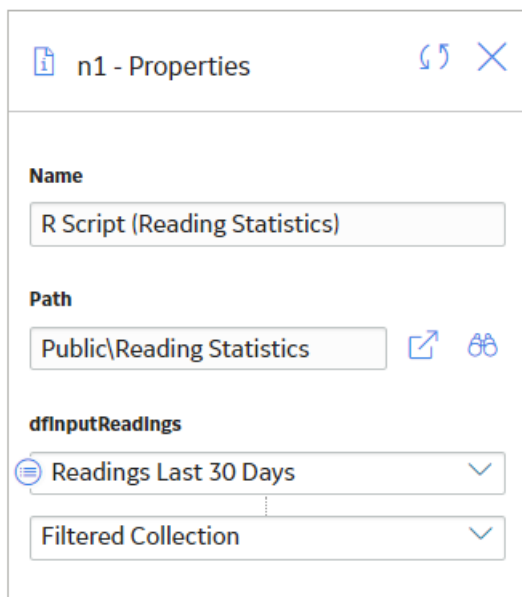 n1 - Properties
Name
R Script (Reading Statistics)
Path
Public\Reading Statistics
dfInputReadings
Readings Last 30 Days
Filtered Collection